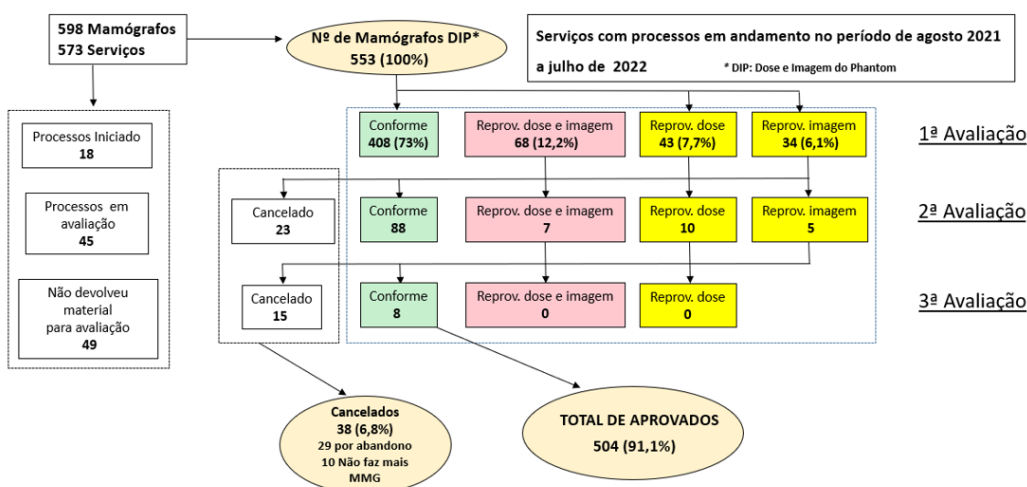 598 Mamógrafos
573 Serviços
Nº de Mamógrafos DIP*
553 (100%)
Serviços com processos em andamento no período de agosto 2021
a julho de 2022
* DIP: Dose e Imagem do Phantom
Processos Iniciado
18
Processos em
avaliação
45
Não devolveu
material
para avaliação
49
Conforme
408 (73%)
Reprov. dose e imagem
68 (12,2%)
Reprov. dose
43 (7,7%)
Reprov. imagem
34 (6,1%)
1ª Avaliação
Cancelado
23
Conforme
88
Reprov. dose e imagem
7
Reprov. dose
10
Reprov. imagem
5
2ª Avaliação
Cancelado
15
Conforme
8
Reprov. dose e imagem
0
Reprov. dose
0
3ª Avaliação
Cancelados
38 (6,8%)
29 por abandono
10 Não faz mais
MMG
TOTAL DE APROVADOS
504 (91,1%)